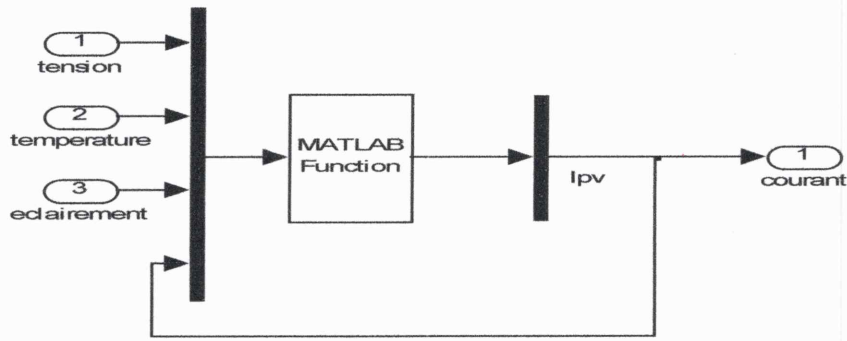 1
tension
2
temperature
3
eclairement
MATLAB
Function
Ipv
1
courant